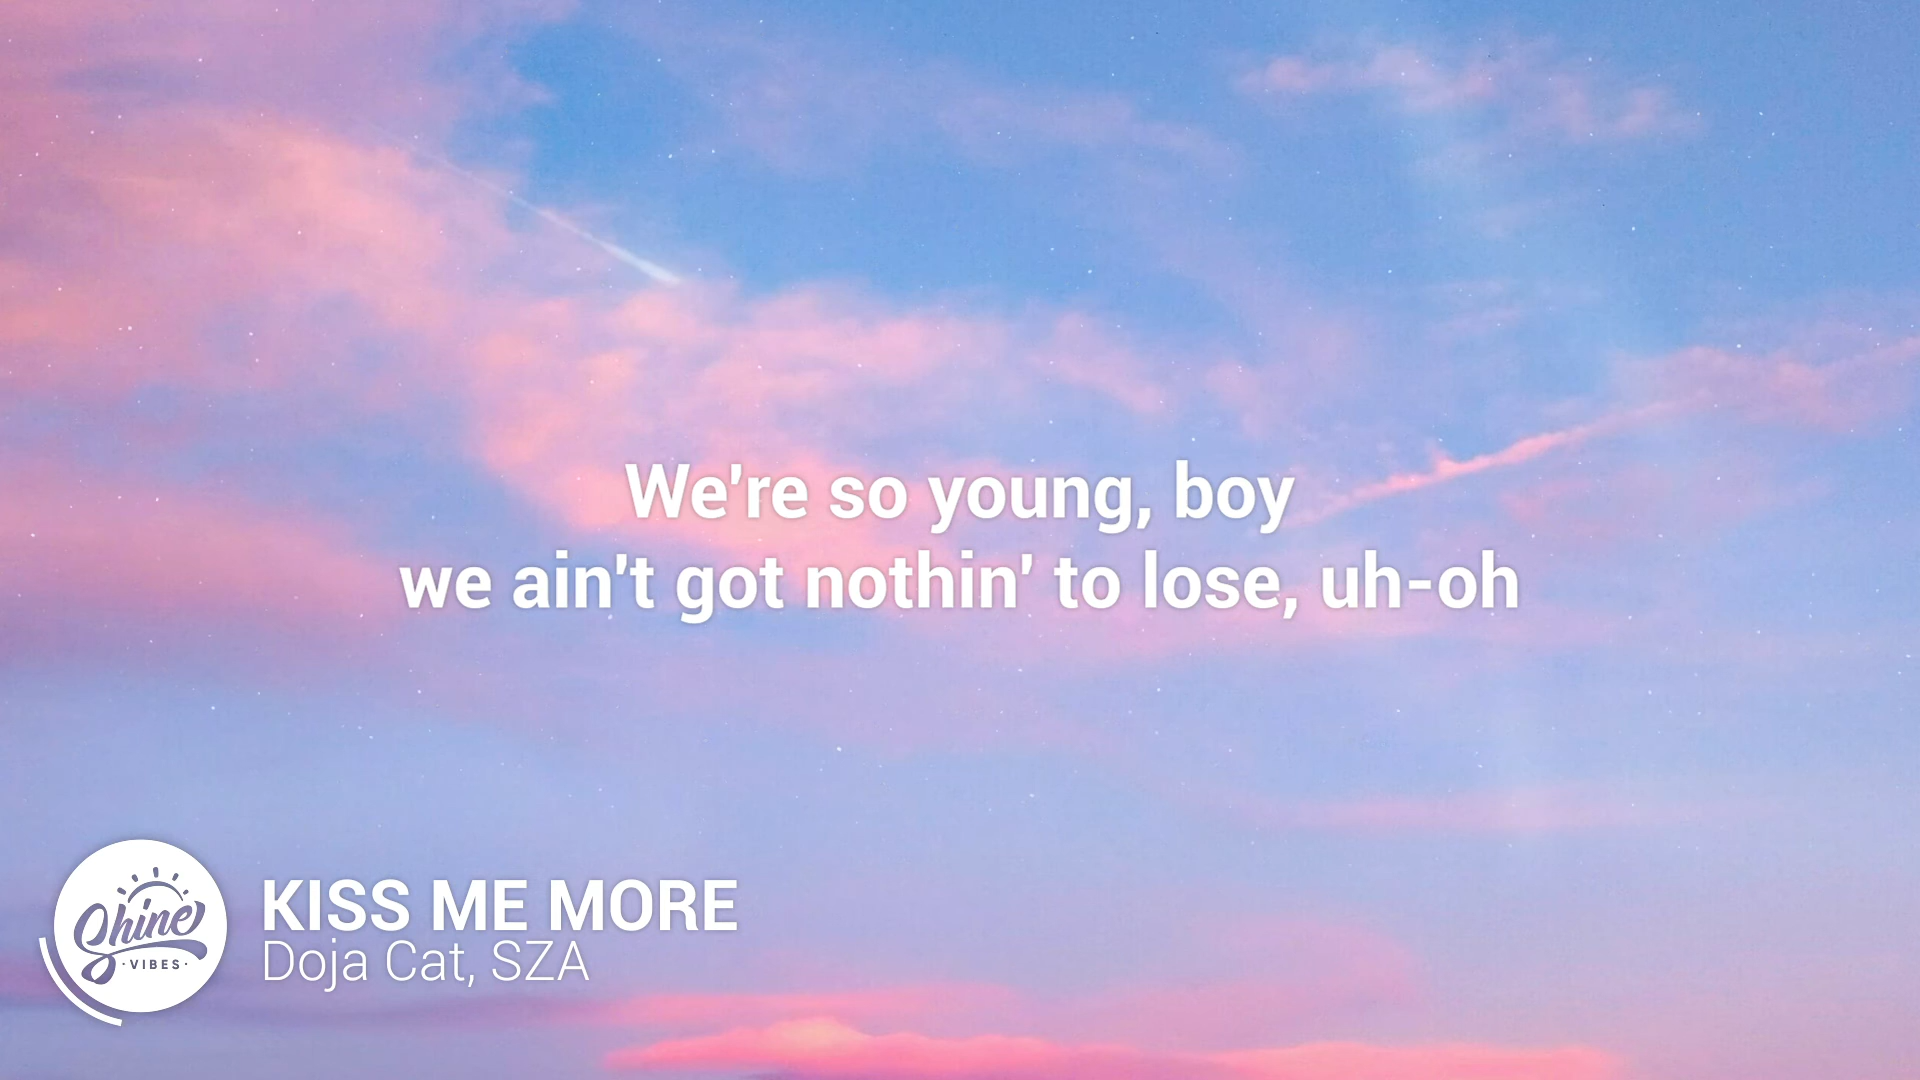 We're so young, boy
we ain't got nothin' to lose, uh-oh
Shine
·VIBES·
KISS ME MORE
Doja Cat, SZA